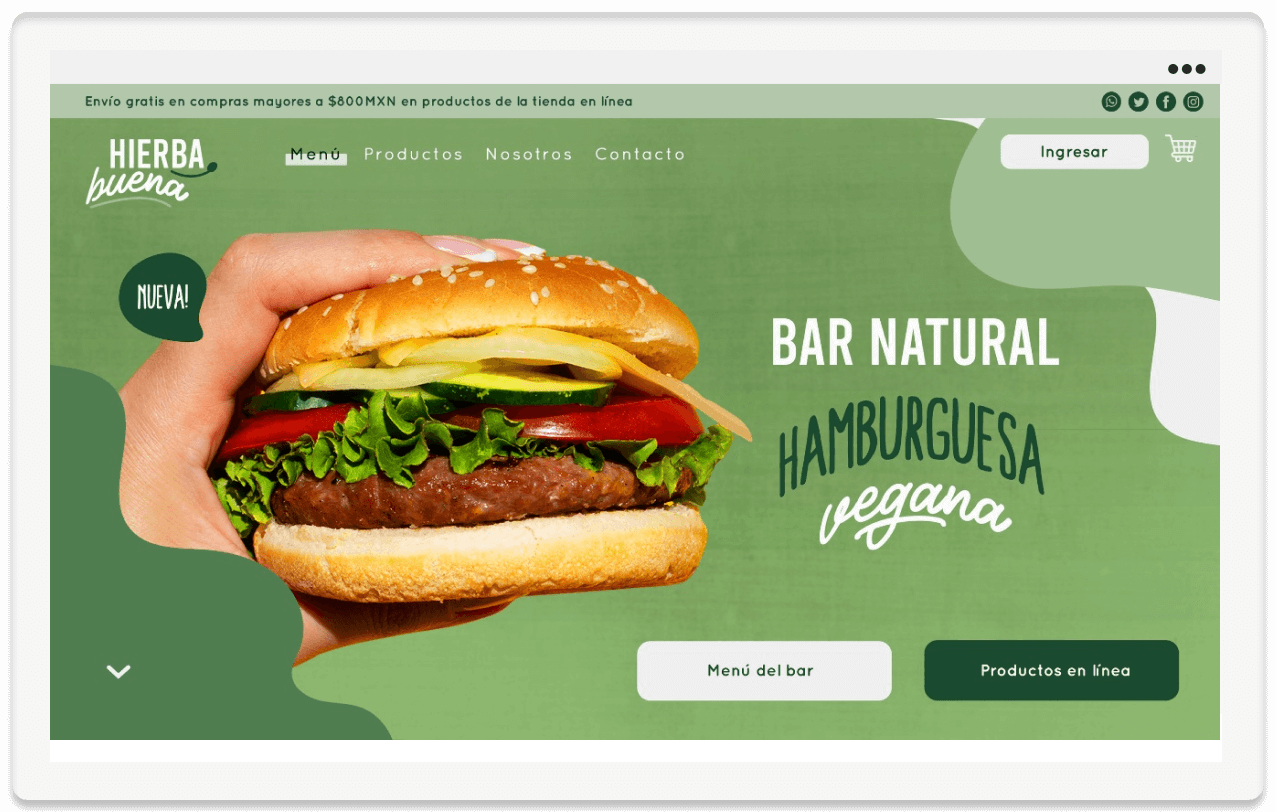 Envío gratis en compras mayores a $800MXN en productos de la tienda en línea
HIERBA
buena
Menú Productos Nosotros Contacto
Ingresar
NUEVA!
BAR NATURAL
HAMBURGUESA
vegana
Menú del bar
Productos en línea